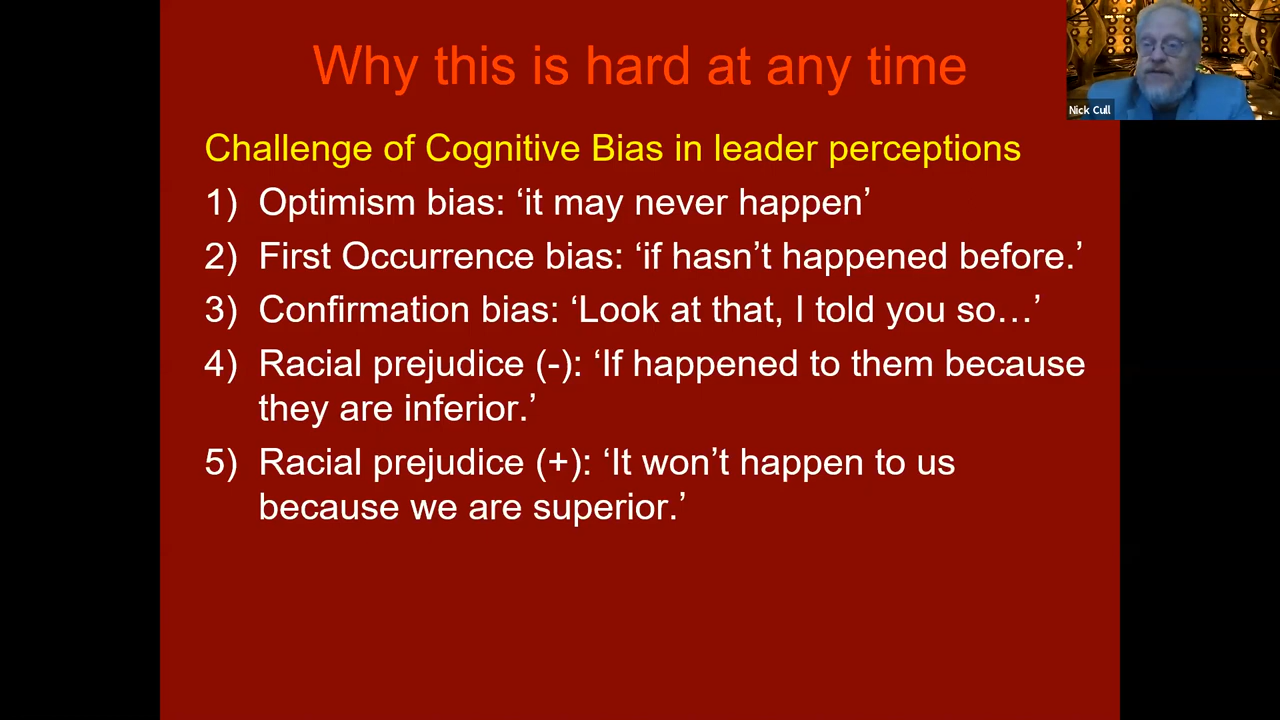 Why this is hard at any time
Nick Cull
Challenge of Cognitive Bias in leader perceptions
1) Optimism bias: ‘it may never happen’
2) First Occurrence bias: ‘if hasn’t happened before.’
3) Confirmation bias: ‘Look at that, I told you so…’
4) Racial prejudice (-): ‘If happened to them because
they are inferior.’
5) Racial prejudice (+): ‘It won’t happen to us
because we are superior.’